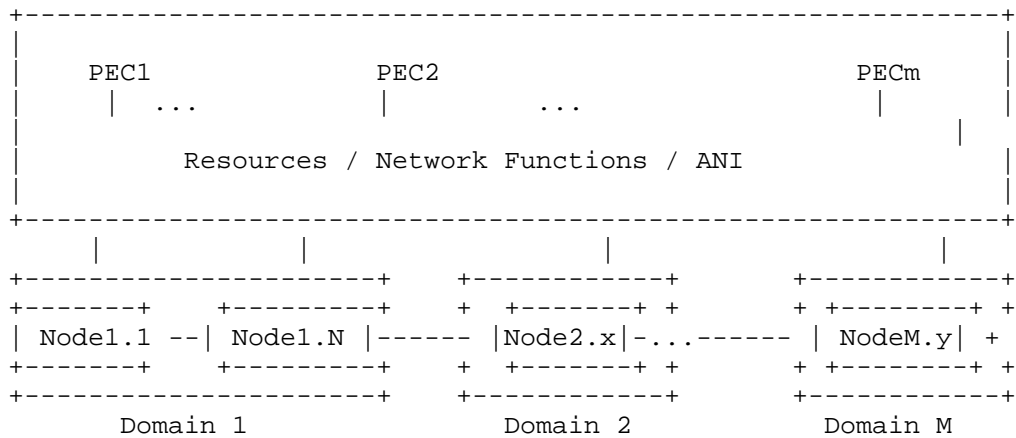 PEC1 PEC2 PECm
| ... | ... |
Resources / Network Functions / ANI
| Node1.1 --| Node1.N |------ |Node2.x|-...------ | NodeM.y| +
Domain 1 Domain 2 Domain M